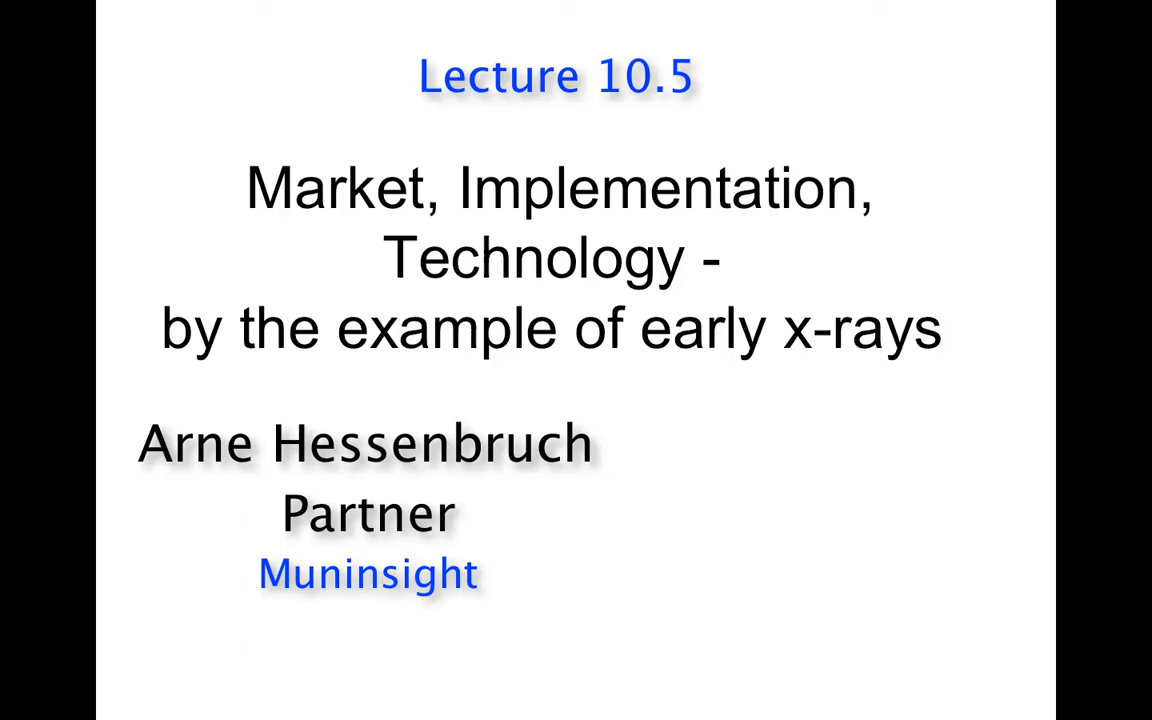 Lecture 10.5
Market, Implementation,
Technology -
by the example of early x-rays
Arne Hessenbruch
Partner
Muninsight